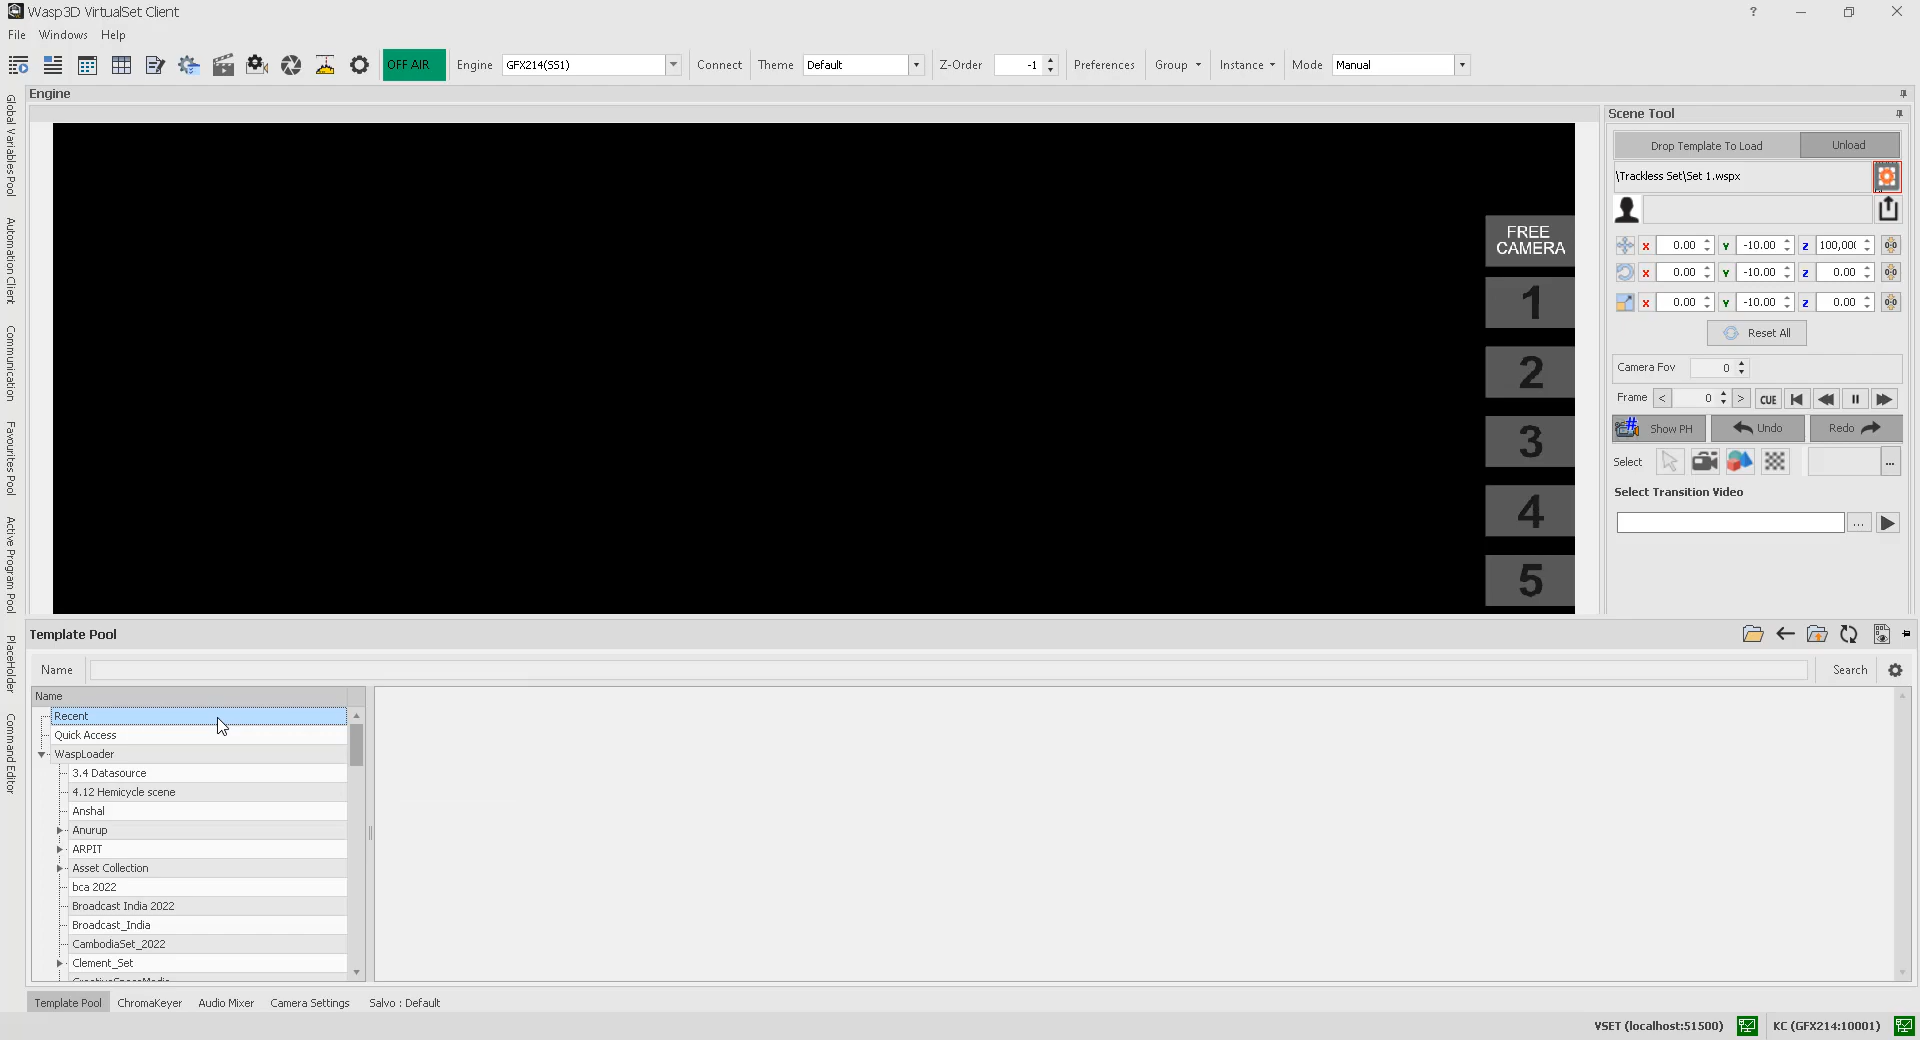 Wasp3D VirtualSet Client
File Windows Help
OFF AIR Engine GFX214(SS1) Connect Theme Default Z-Order -1 Preferences Group Instance Mode Manual
Engine
Scene Tool
Global Variables Pool
Automation Client
Communication
Favourites Pool
Active Program Pool
PlaceHolder
Command Editor
FREE
CAMERA
1
2
3
4
5
Drop Template To Load Unload
\Trackless Set\Set 1.wspx
X 0.00 Y -10.00 Z 100,00(
X 0.00 Y -10.00 Z 0.00
X 0.00 Y -10.00 Z 0.00
Reset All
Camera Fov 0
Frame < 0 > CUE
# Show PH Undo Redo
Select ...
Select Transition Video
...
Template Pool
Name Search
Name
Recent
Quick Access
WaspLoader
3.4 Datasource
4.12 Hemicycle scene
Anshal
Anurup
ARPIT
Asset Collection
bca 2022
Broadcast India 2022
Broadcast_India
CambodiaSet_2022
Clement_Set
Template Pool ChromaKeyer Audio Mixer Camera Settings Salvo : Default
VSET (localhost:51500) KC (GFX214:10001)